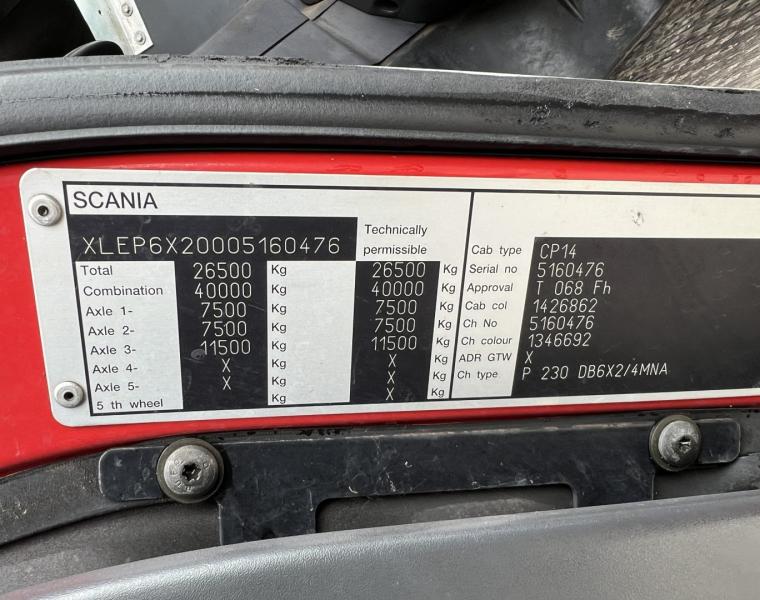 SCANIA
XLEP6X20005160476
Technically
permissible
Total 26500 Kg 26500 Kg
Combination 40000 Kg 40000 Kg
Axle 1- 7500 Kg 7500 Kg
Axle 2- 7500 Kg 7500 Kg
Axle 3- 11500 Kg 11500 Kg
Axle 4- X Kg X Kg
Axle 5- X Kg X Kg
5 th wheel X Kg X Kg
Cab type CP14
Serial no 5160476
Approval T 068 Fh
Cab col 1426862
Ch No 5160476
Ch colour 1346692
ADR GTW X
Ch type P 230 DB6X2/4MNA